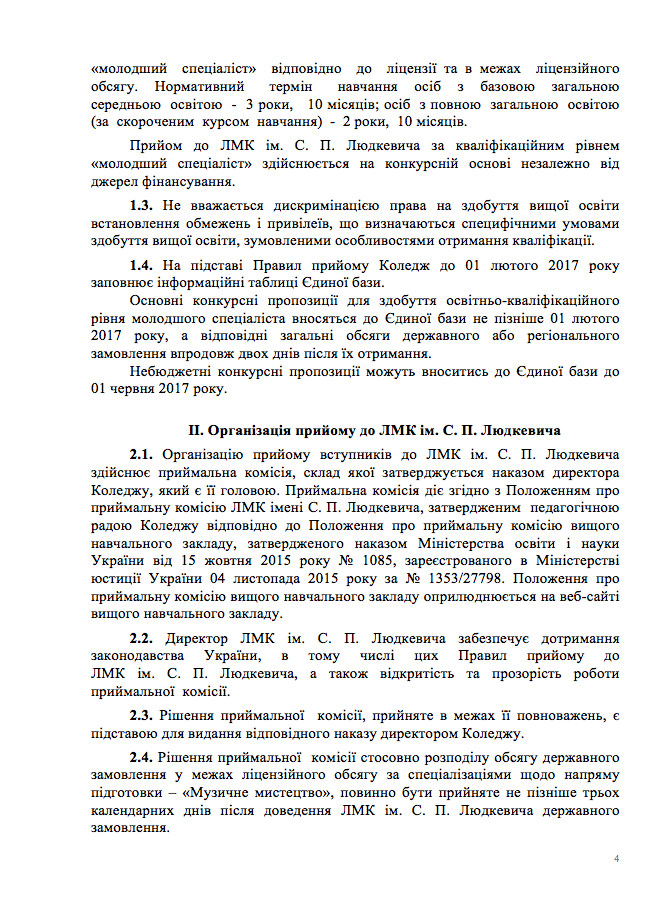 «молодший спеціаліст» відповідно до ліцензії та в межах ліцензійного
обсягу. Нормативний термін навчання осіб з базовою загальною
середньою освітою - 3 роки, 10 місяців; осіб з повною загальною освітою
(за скороченим курсом навчання) - 2 роки, 10 місяців.
Прийом до ЛМК ім. С. П. Людкевича за кваліфікаційним рівнем
«молодший спеціаліст» здійснюється на конкурсній основі незалежно від
джерел фінансування.
1.3. Не вважається дискримінацією права на здобуття вищої освіти
встановлення обмежень і привілеїв, що визначаються специфічними умовами
здобуття вищої освіти, зумовленими особливостями отримання кваліфікації.
1.4. На підставі Правил прийому Коледж до 01 лютого 2017 року
заповнює інформаційні таблиці Єдиної бази.
Основні конкурсні пропозиції для здобуття освітньо-кваліфікаційного
рівня молодшого спеціаліста вносяться до Єдиної бази не пізніше 01 лютого
2017 року, а відповідні загальні обсяги державного або регіонального
замовлення впродовж двох днів після їх отримання.
Небюджетні конкурсні пропозиції можуть вноситись до Єдиної бази до
01 червня 2017 року.
ІІ. Організація прийому до ЛМК ім. С. П. Людкевича
2.1. Організацію прийому вступників до ЛМК ім. С. П. Людкевича
здійснює приймальна комісія, склад якої затверджується наказом директора
Коледжу, який є її головою. Приймальна комісія діє згідно з Положенням про
приймальну комісію ЛМК імені С. П. Людкевича, затвердженим педагогічною
радою Коледжу відповідно до Положення про приймальну комісію вищого
навчального закладу, затвердженого наказом Міністерства освіти і науки
України від 15 жовтня 2015 року № 1085, зареєстрованого в Міністерстві
юстиції України 04 листопада 2015 року за № 1353/27798. Положення про
приймальну комісію вищого навчального закладу оприлюднюється на веб-сайті
вищого навчального закладу.
2.2. Директор ЛМК ім. С. П. Людкевича забезпечує дотримання
законодавства України, в тому числі цих Правил прийому до
ЛМК ім. С. П. Людкевича, а також відкритість та прозорість роботи
приймальної комісії.
2.3. Рішення приймальної комісії, прийняте в межах її повноважень, є
підставою для видання відповідного наказу директором Коледжу.
2.4. Рішення приймальної комісії стосовно розподілу обсягу державного
замовлення у межах ліцензійного обсягу за спеціалізаціями щодо напряму
підготовки – «Музичне мистецтво», повинно бути прийняте не пізніше трьох
календарних днів після доведення ЛМК ім. С. П. Людкевича державного
замовлення.
4